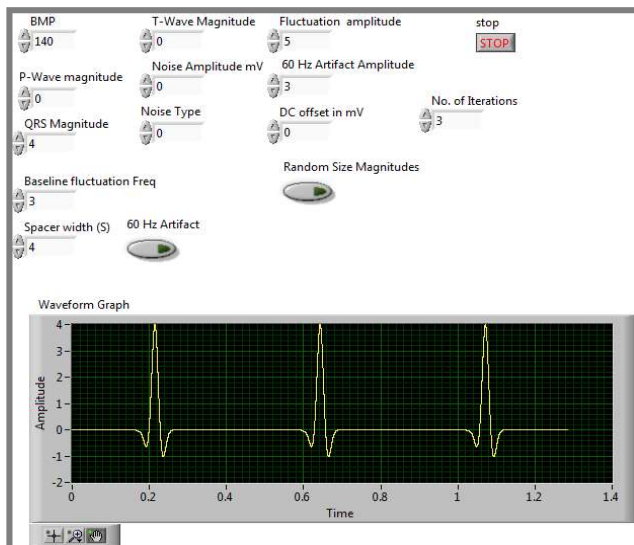 BMP
140
T-Wave Magnitude
0
Fluctuation amplitude
5
stop
STOP
P-Wave magnitude
0
Noise Amplitude mV
0
60 Hz Artifact Amplitude
3
QRS Magnitude
4
Noise Type
0
DC offset in mV
0
No. of Iterations
3
Baseline fluctuation Freq
3
Random Size Magnitudes
Spacer width (S)
4
60 Hz Artifact
Waveform Graph
Amplitude
4
3
2
1
0
-1
-2
0 0.2 0.4 0.6 0.8 1 1.2 1.4
Time